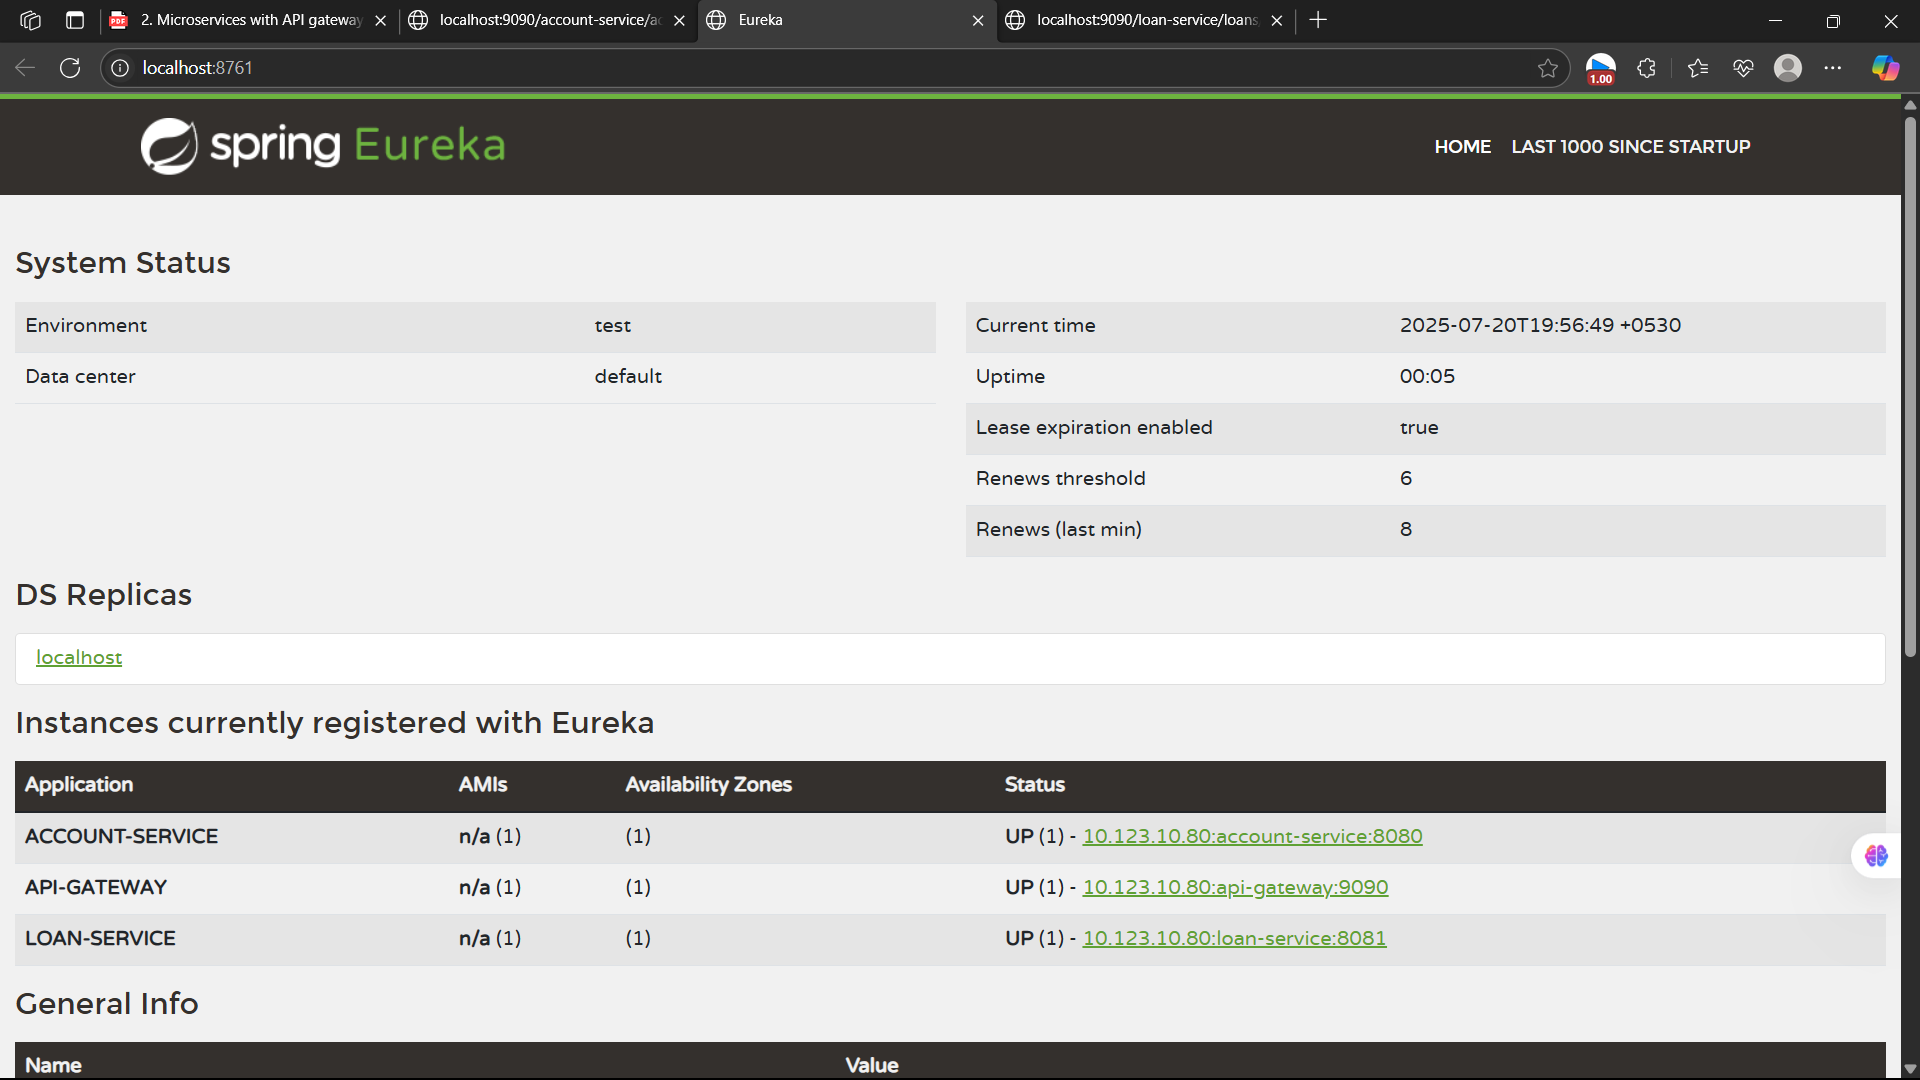 2. Microservices with API gateway
localhost:9090/account-service/ac
Eureka
localhost:9090/loan-service/loans
localhost:8761
1.00
spring Eureka
HOME
LAST 1000 SINCE STARTUP
System Status
Environment test
Data center default
Current time 2025-07-20T19:56:49 +0530
Uptime 00:05
Lease expiration enabled true
Renews threshold 6
Renews (last min) 8
DS Replicas
localhost
Instances currently registered with Eureka
Application AMIs Availability Zones Status
ACCOUNT-SERVICE n/a (1) (1) UP (1) - 10.123.10.80:account-service:8080
API-GATEWAY n/a (1) (1) UP (1) - 10.123.10.80:api-gateway:9090
LOAN-SERVICE n/a (1) (1) UP (1) - 10.123.10.80:loan-service:8081
General Info
Name Value